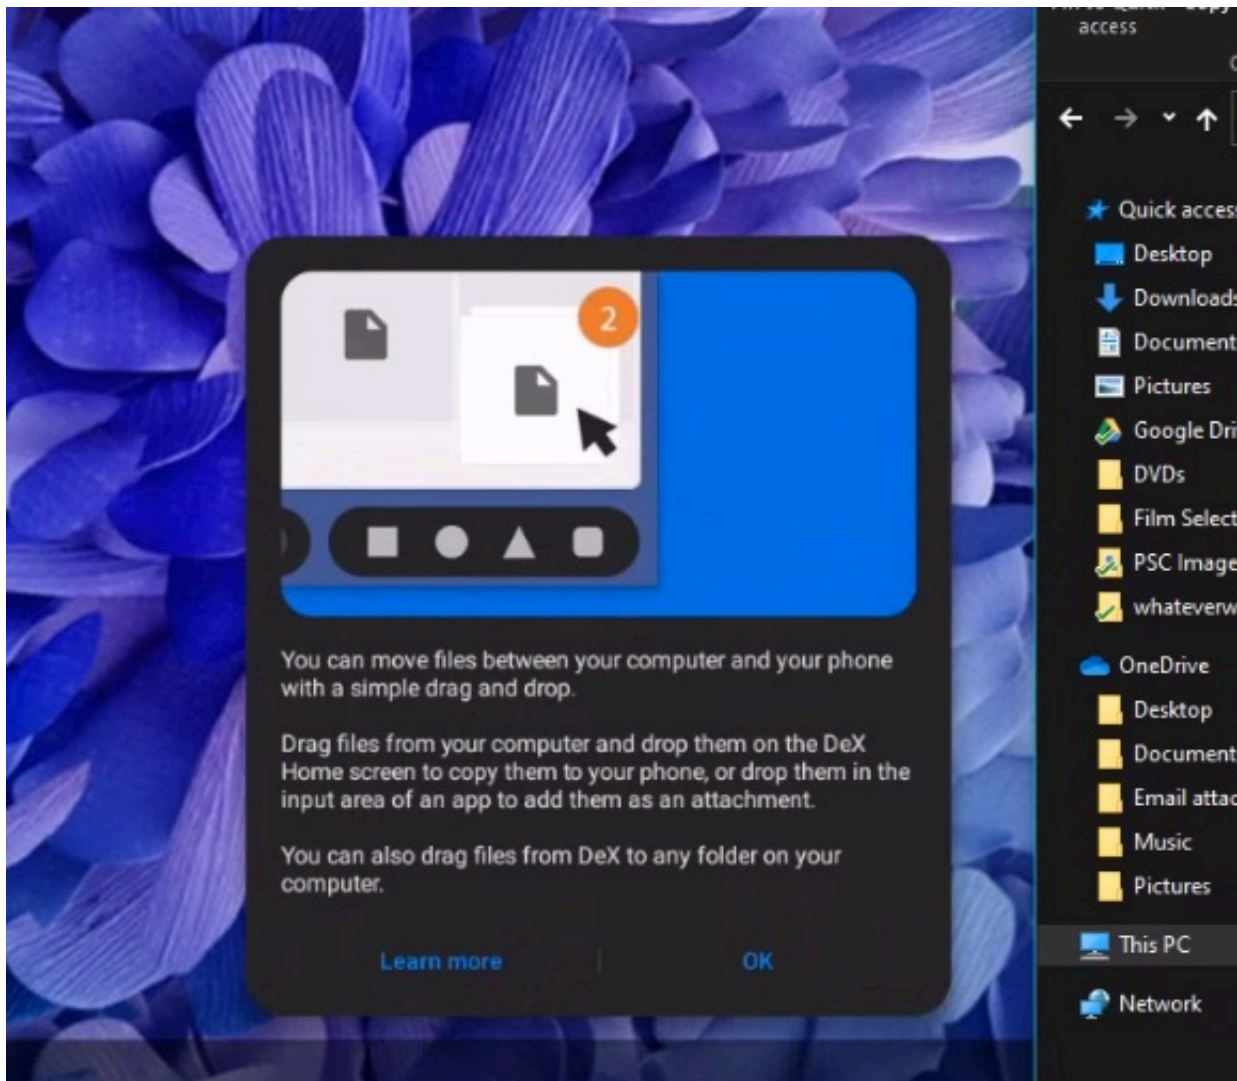 access
Quick access
Desktop
Downloads
Document
Pictures
Google Dri
DVDs
Film Select
PSC Image
whateverw
OneDrive
Desktop
Document
Email attac
Music
Pictures
This PC
Network
2
You can move files between your computer and your phone
with a simple drag and drop.
Drag files from your computer and drop them on the DeX
Home screen to copy them to your phone, or drop them in the
input area of an app to add them as an attachment.
You can also drag files from DeX to any folder on your
computer.
Learn more
OK